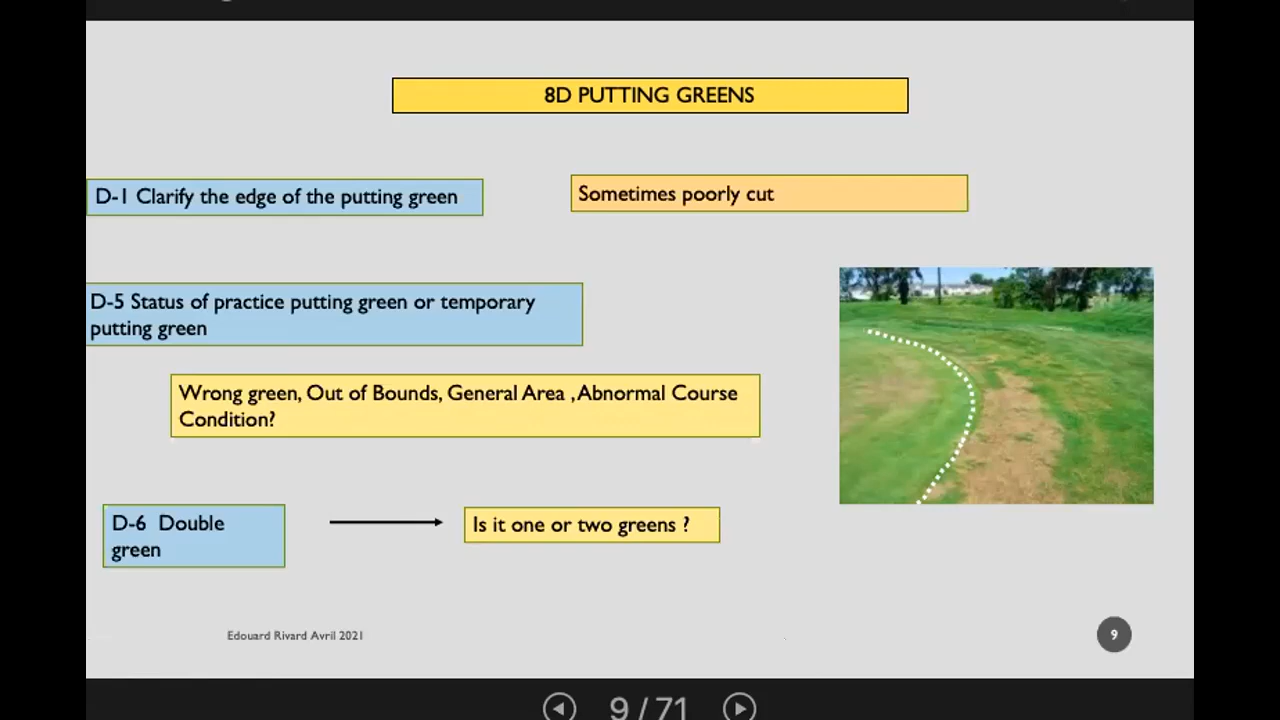 8D PUTTING GREENS
D-1 Clarify the edge of the putting green
Sometimes poorly cut
D-5 Status of practice putting green or temporary
putting green
Wrong green, Out of Bounds, General Area ,Abnormal Course
Condition?
D-6 Double
green
Is it one or two greens ?
Edouard Rivard Avril 2021
9
9 / 71